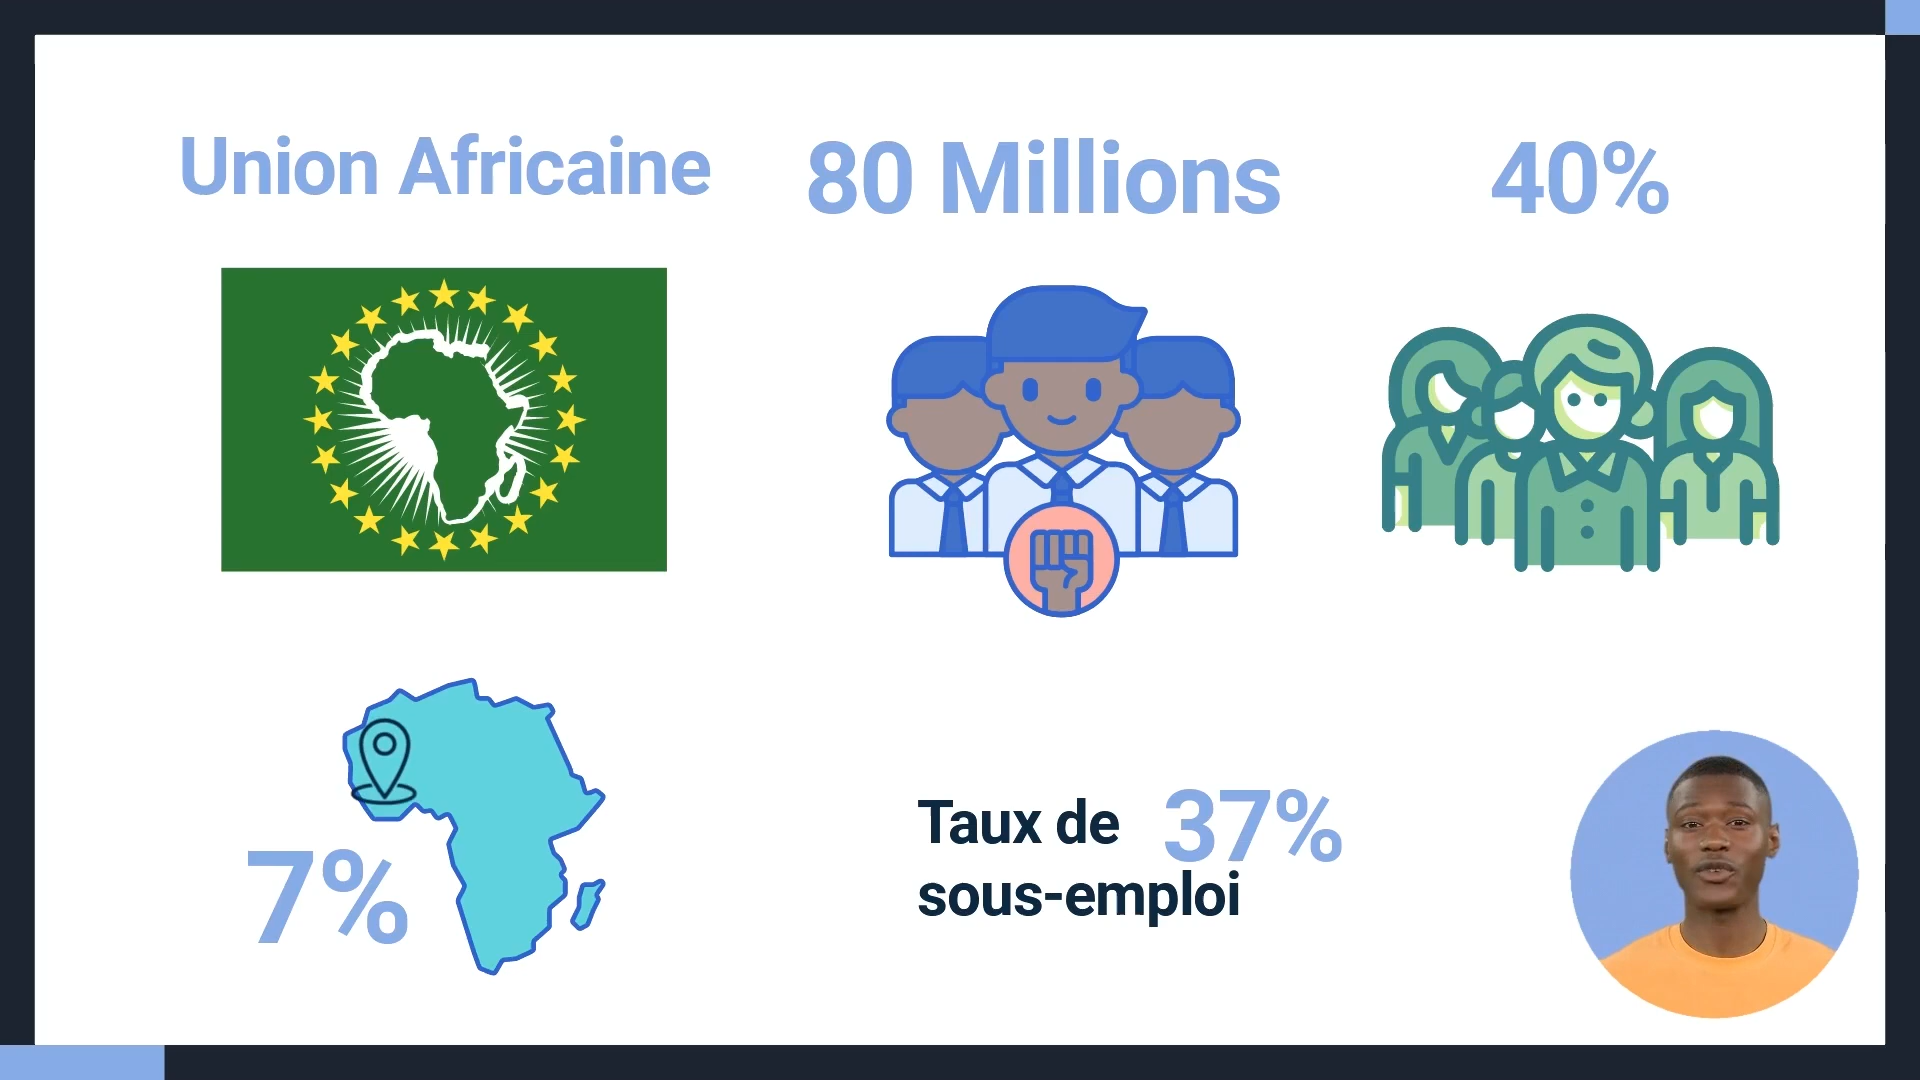 Union Africaine
80 Millions
40%
7%
Taux de 37%
sous-emploi